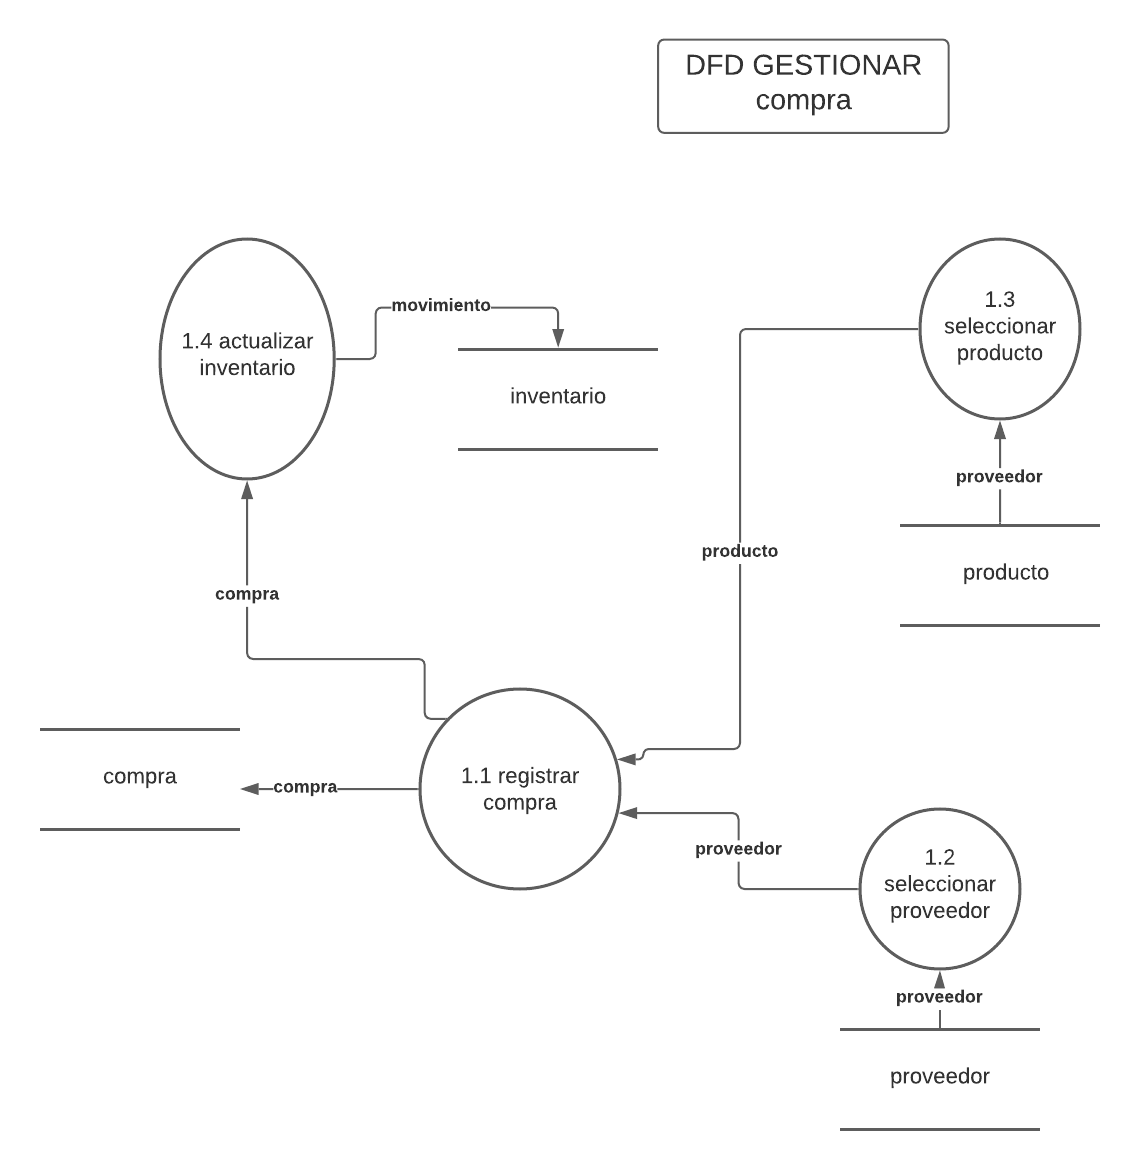 DFD GESTIONAR
compra
1.4 actualizar
inventario
movimiento
inventario
1.3
seleccionar
producto
proveedor
producto
producto
compra
compra
compra
1.1 registrar
compra
proveedor
1.2
seleccionar
proveedor
proveedor
proveedor